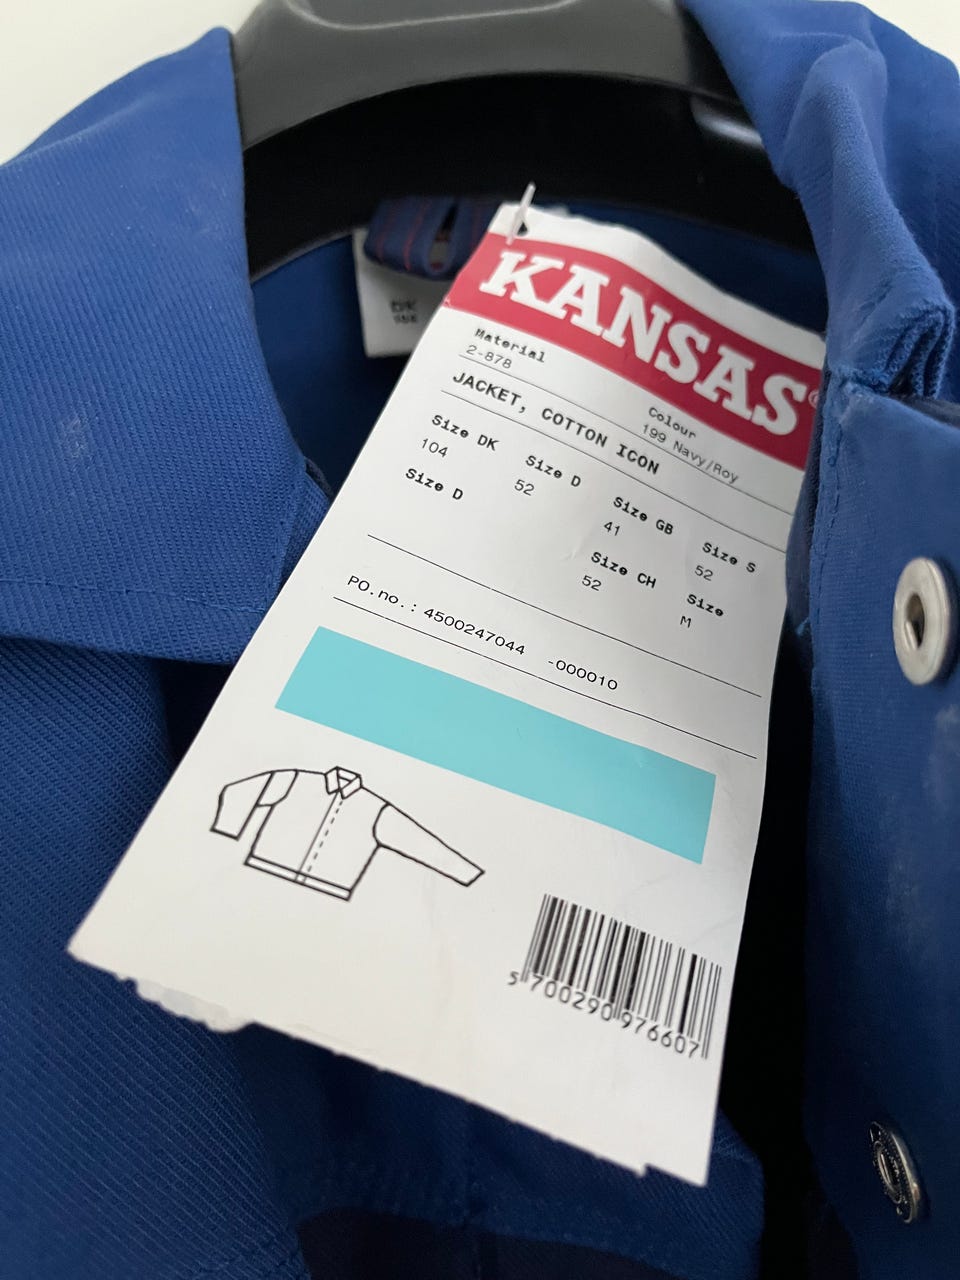 KANSAS®
Material
2-878
Colour
199 Navy/Roy
JACKET, COTTON ICON
Size DK Size D Size GB Size S
104 52 41 52
Size D Size CH Size
52 M
PO.no.: 4500247044 -000010
5 700290 976607
DK